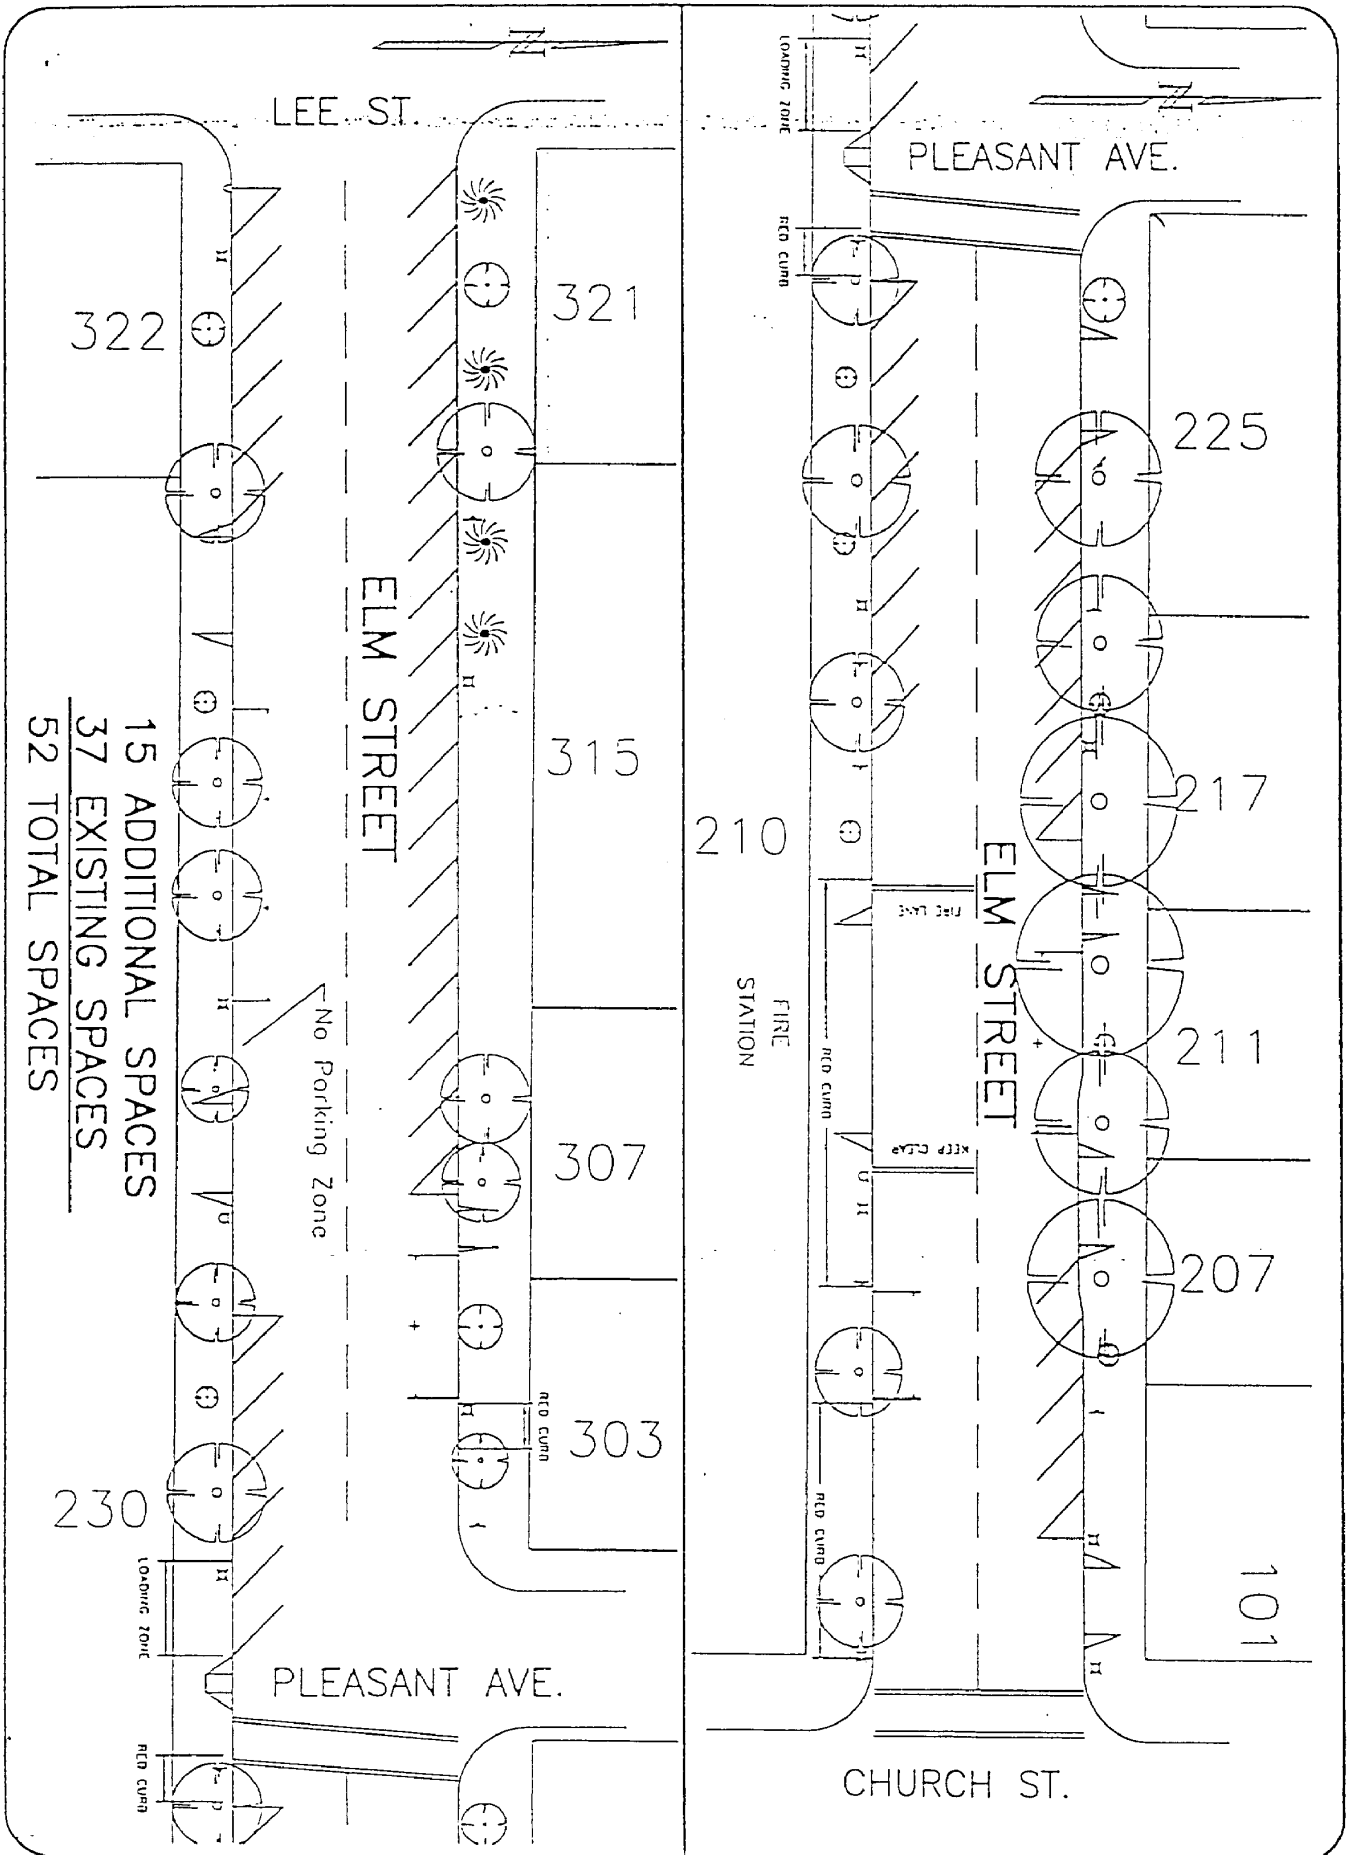 N
LEE ST.
322
321
ELM STREET
315
307
303
RED CURB
No Parking Zone
15 ADDITIONAL SPACES
37 EXISTING SPACES
52 TOTAL SPACES
230
LOADING ZONE
PLEASANT AVE.
RED CURB
LOADING ZONE
N
PLEASANT AVE.
RED CURB
225
217
210
ELM STREET
FIRE LANE
FIRE
STATION
RED CURB
211
KEEP CLEAR
207
RED CURB
101
CHURCH ST.